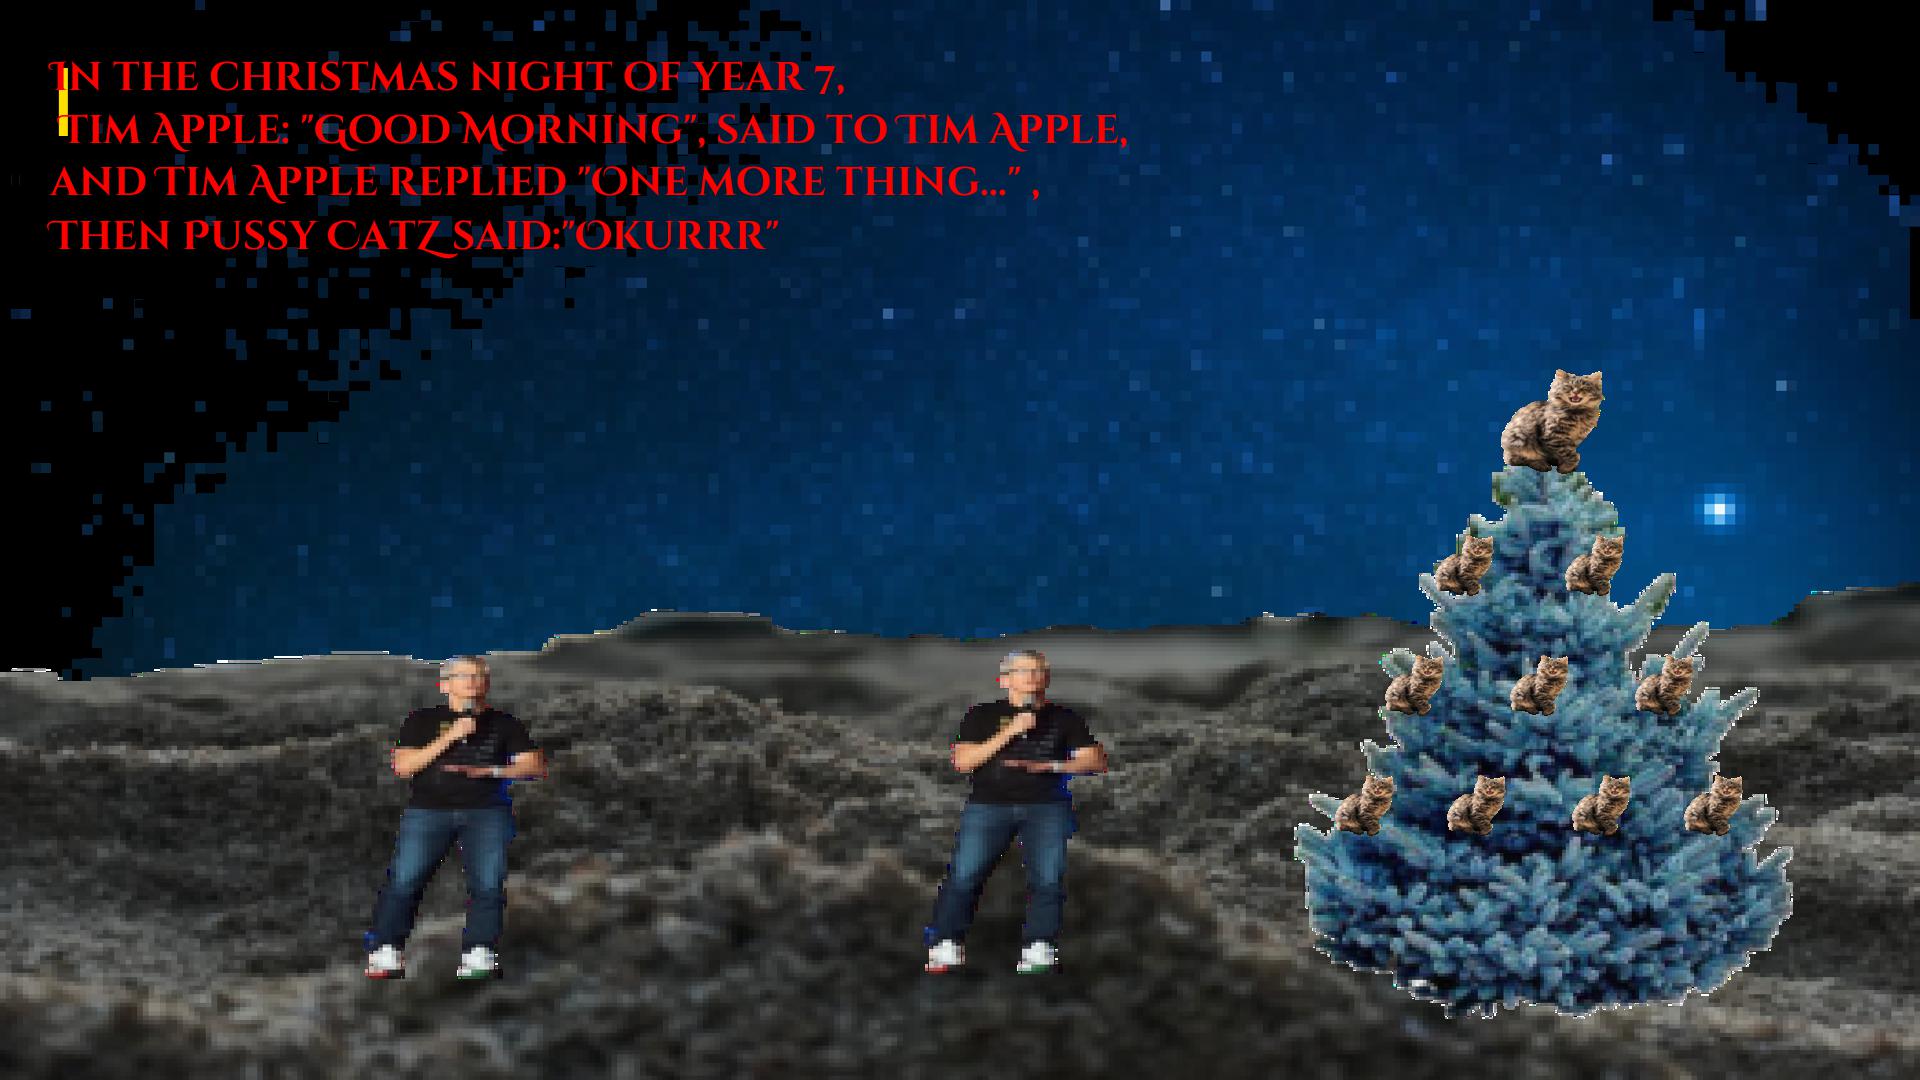 In the Christmas night of year 7,
Tim Apple: "Good Morning", said to Tim Apple,
and Tim Apple replied "One more thing..." ,
Then Pussy CatZ said:"Okurrr"